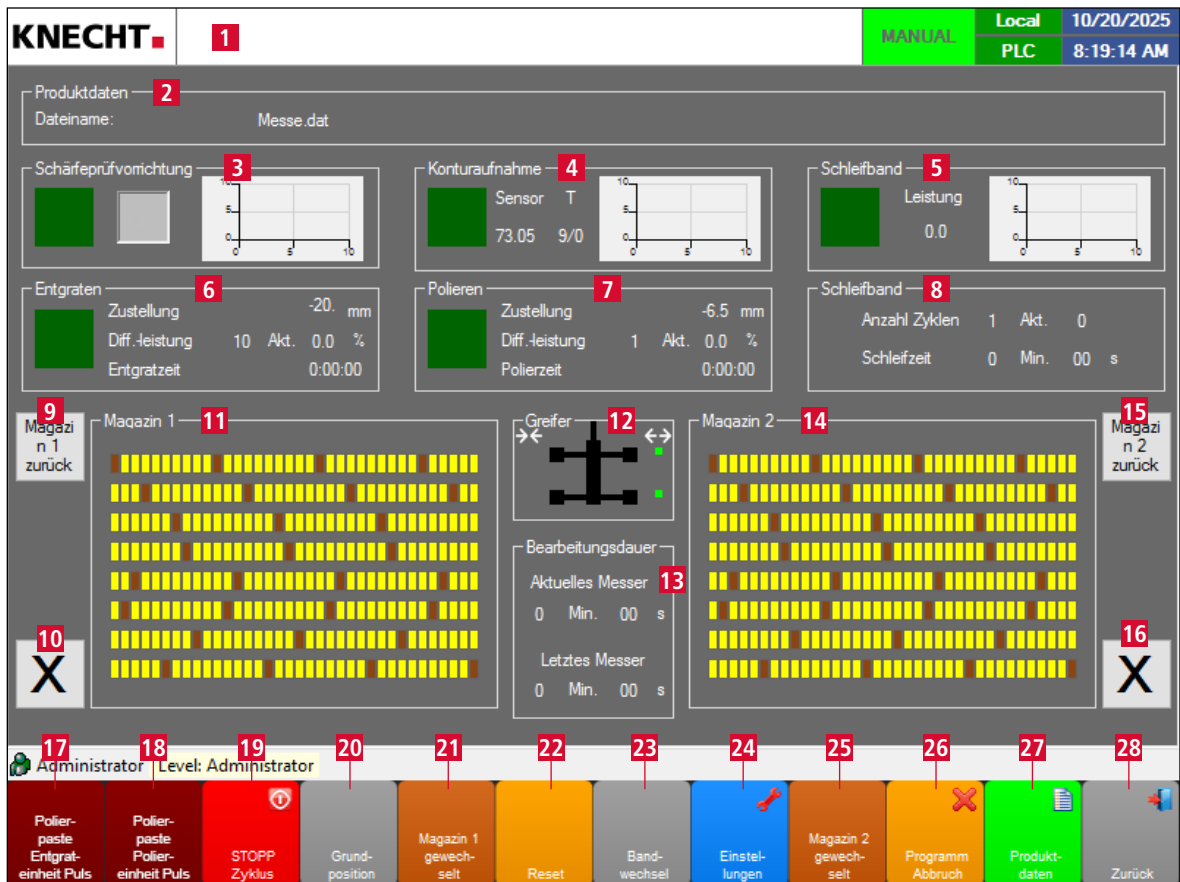 KNECHT
1
MANUAL
Local
10/20/2025
PLC
8:19:14 AM
Produktdaten
2
Dateiname:
Messe.dat
Schärfeprüfvorrichtung
3
10
5
0
0
5
10
Konturaufnahme
4
Sensor T
73.05 9/0
10
5
0
0
5
10
Schleifband
5
Leistung
0.0
10
5
0
0
5
10
Entgraten
6
Zustellung -20. mm
Diff.-leistung 10 Akt. 0.0 %
Entgratzeit 0:00:00
Polieren
7
Zustellung -6.5 mm
Diff.-leistung 1 Akt. 0.0 %
Polierzeit 0:00:00
Schleifband
8
Anzahl Zyklen 1 Akt. 0
Schleifzeit 0 Min. 00 s
9
Magazi
n 1
zurück
10
X
Magazin 1
11
Greifer
12
Bearbeitungsdauer
Aktuelles Messer
13
0 Min. 00 s
Letztes Messer
0 Min. 00 s
Magazin 2
14
15
Magazi
n 2
zurück
16
X
Administrator Level: Administrator
17
Polier-
paste
Entgrat-
einheit Puls
18
Polier-
paste
Polier-
einheit Puls
19
STOPP
Zyklus
20
Grund-
position
21
Magazin 1
gewech-
selt
22
Reset
23
Band-
wechsel
24
Einstel-
lungen
25
Magazin 2
gewech-
selt
26
Programm
Abbruch
27
Produkt-
daten
28
Zurück